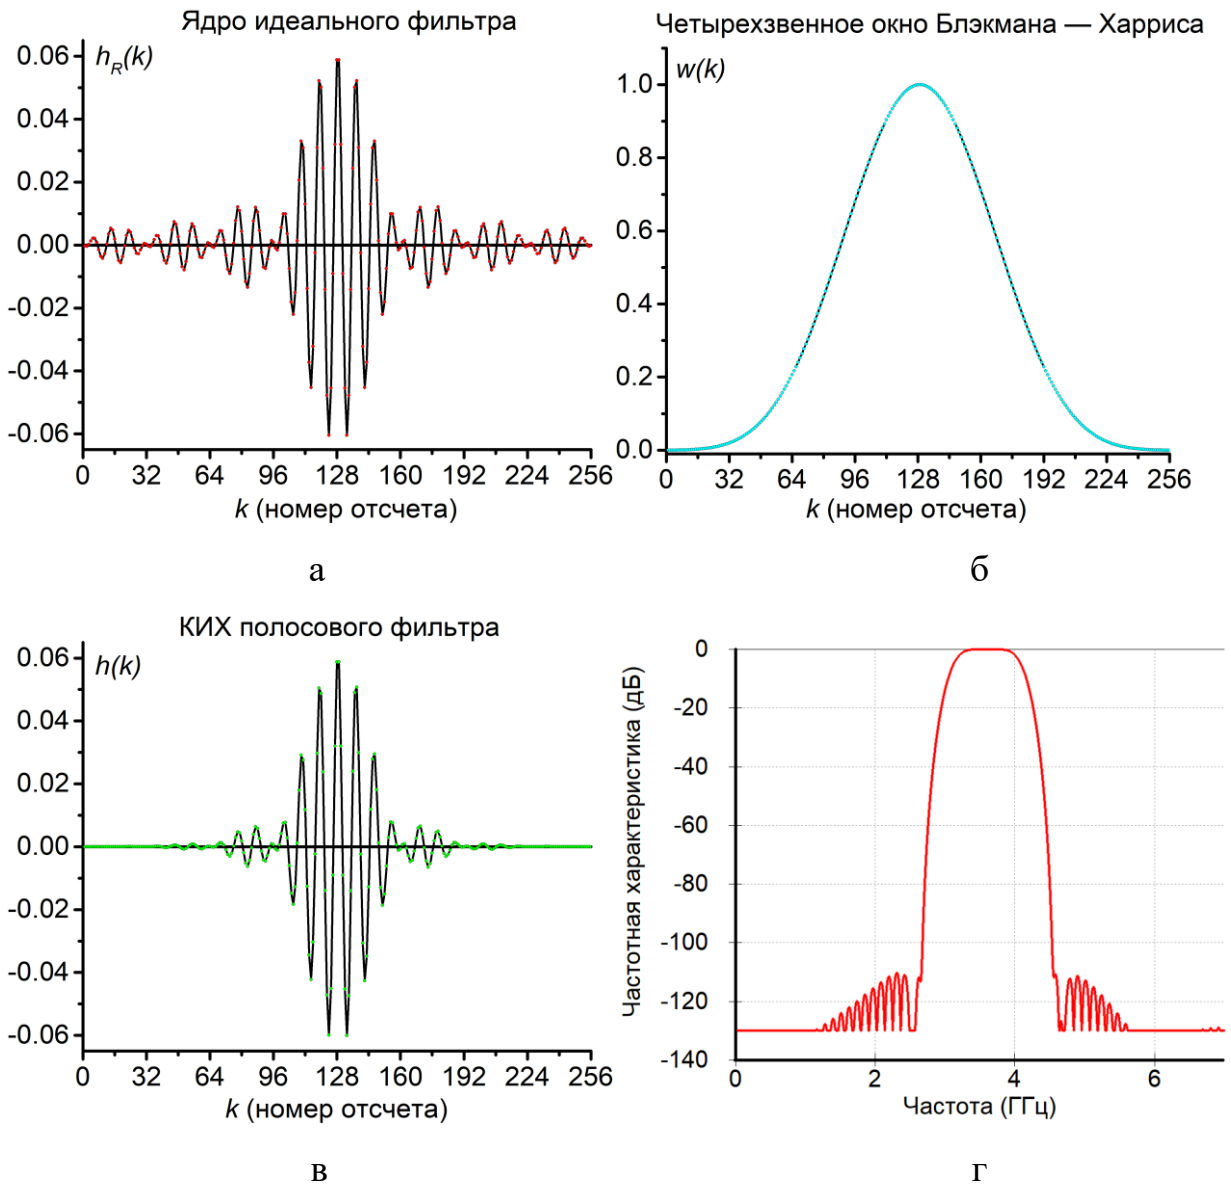 Ядро идеального фильтра
h_R(k)
0.06
0.04
0.02
0.00
-0.02
-0.04
-0.06
0 32 64 96 128 160 192 224 256
k (номер отсчета)
а
Четырехзвенное окно Блэкмана — Харриса
w(k)
1.0
0.8
0.6
0.4
0.2
0.0
0 32 64 96 128 160 192 224 256
k (номер отсчета)
б
КИХ полосового фильтра
h(k)
0.06
0.04
0.02
0.00
-0.02
-0.04
-0.06
0 32 64 96 128 160 192 224 256
k (номер отсчета)
в
Частотная характеристика (дБ)
0
-20
-40
-60
-80
-100
-120
-140
0 2 4 6
Частота (ГГц)
г